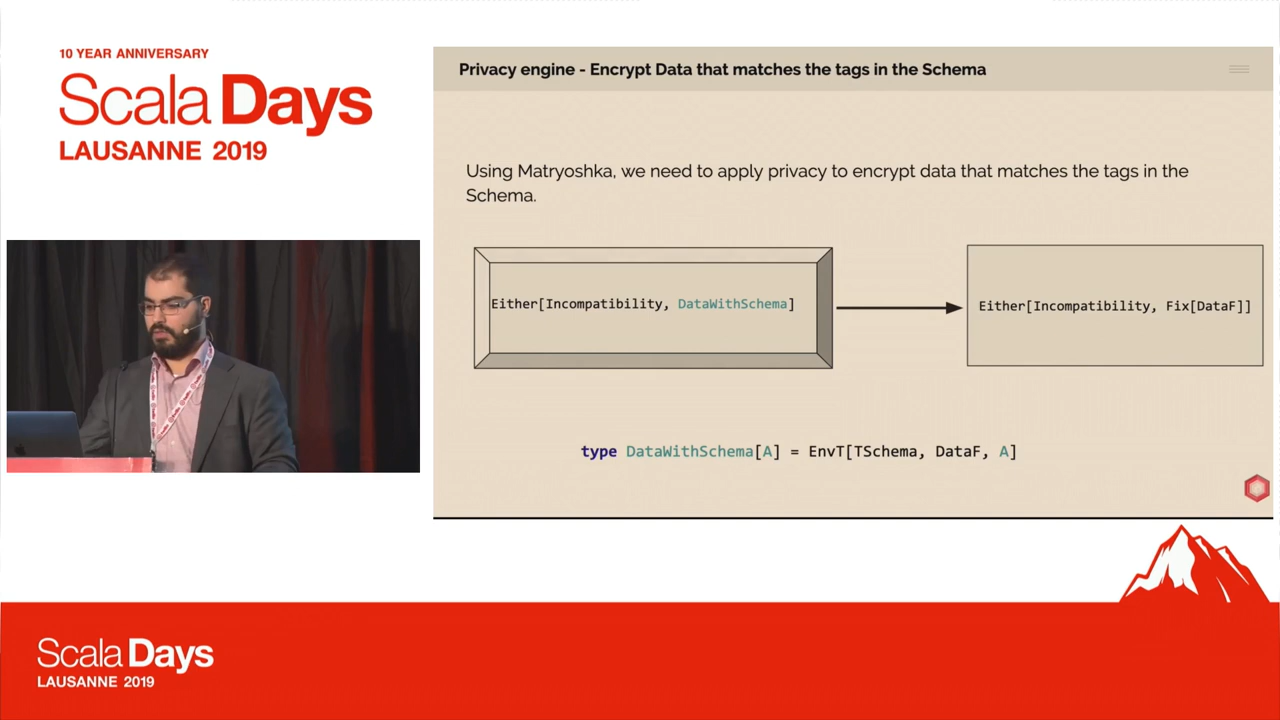 10 YEAR ANNIVERSARY
Scala Days
LAUSANNE 2019
Privacy engine - Encrypt Data that matches the tags in the Schema
Using Matryoshka, we need to apply privacy to encrypt data that matches the tags in the
Schema.
Either[Incompatibility, DataWithSchema]
Either[Incompatibility, Fix[DataF]]
type DataWithSchema[A] = EnvT[TSchema, DataF, A]
Scala Days
LAUSANNE 2019